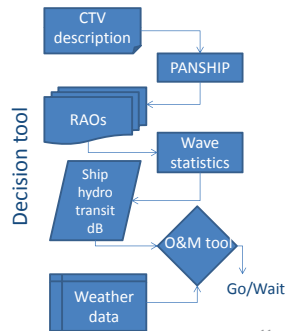 CTV
description
PANSHIP
RAOs
Wave
statistics
Decision tool
Ship
hydro
transit
dB
O&M tool
Go/Wait
Weather
data